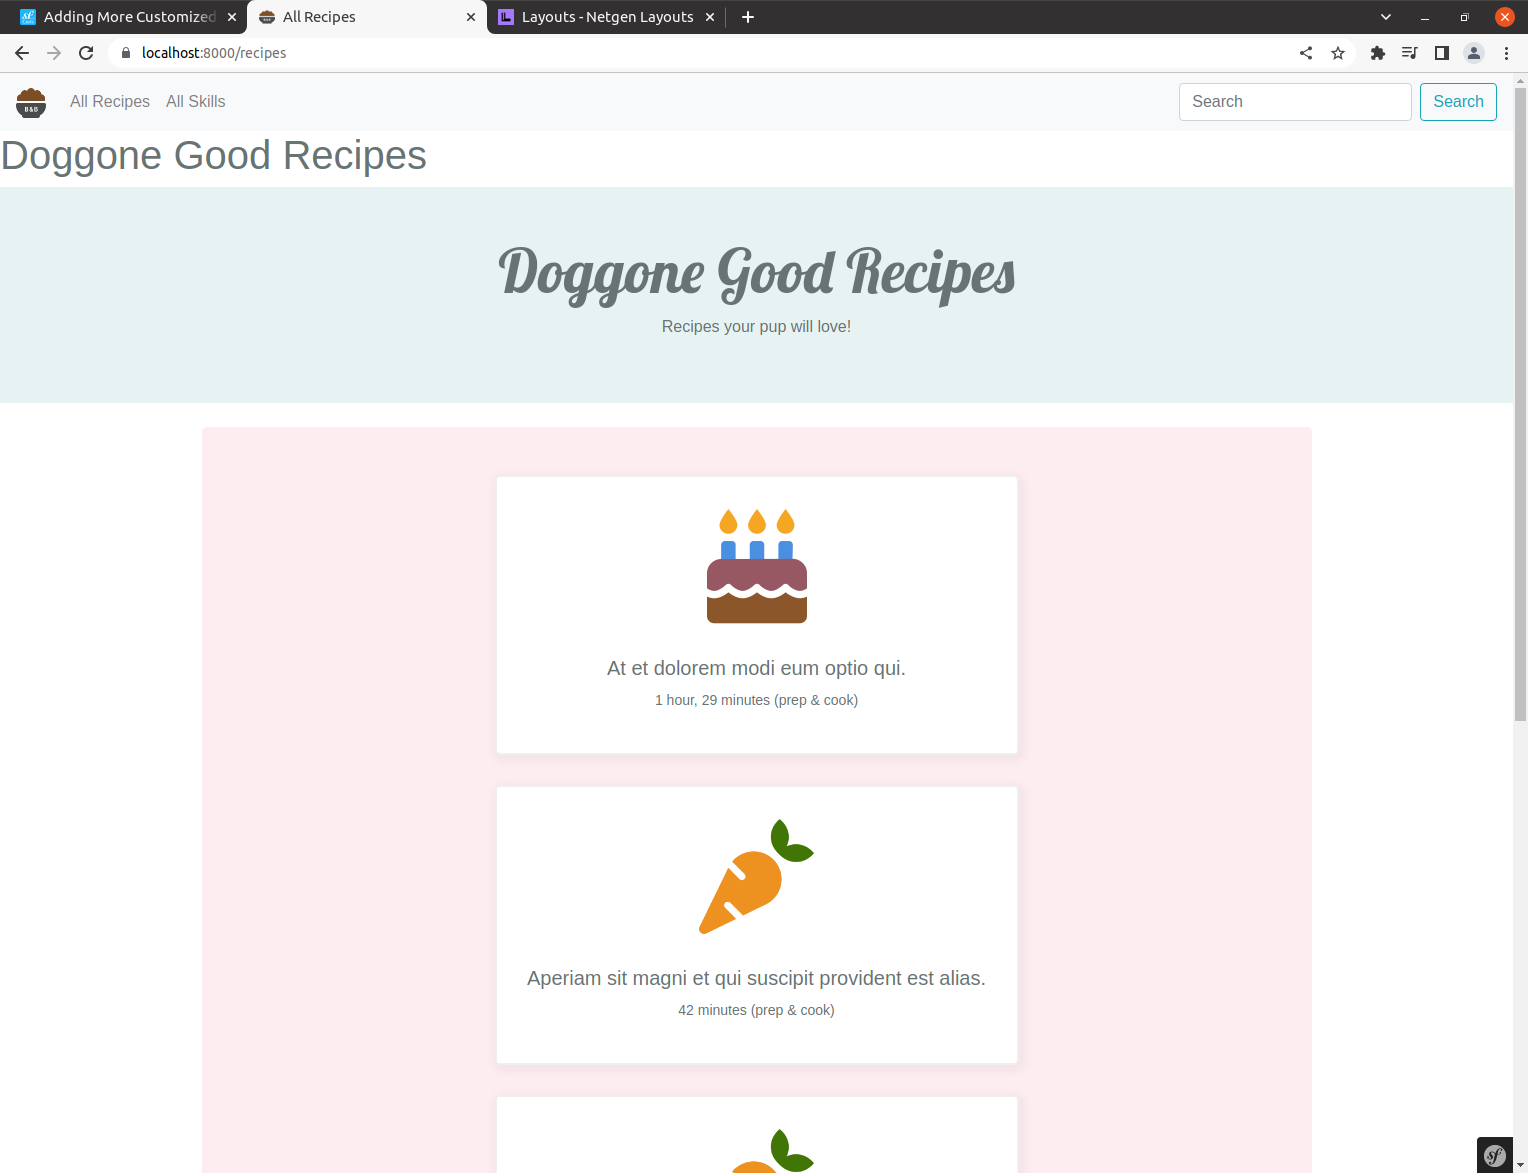 Adding More Customized
All Recipes
Layouts - Netgen Layouts
localhost:8000/recipes
B&B
All Recipes
All Skills
Search
Search
Doggone Good Recipes
Doggone Good Recipes
Recipes your pup will love!
At et dolorem modi eum optio qui.
1 hour, 29 minutes (prep & cook)
Aperiam sit magni et qui suscipit provident est alias.
42 minutes (prep & cook)
sf